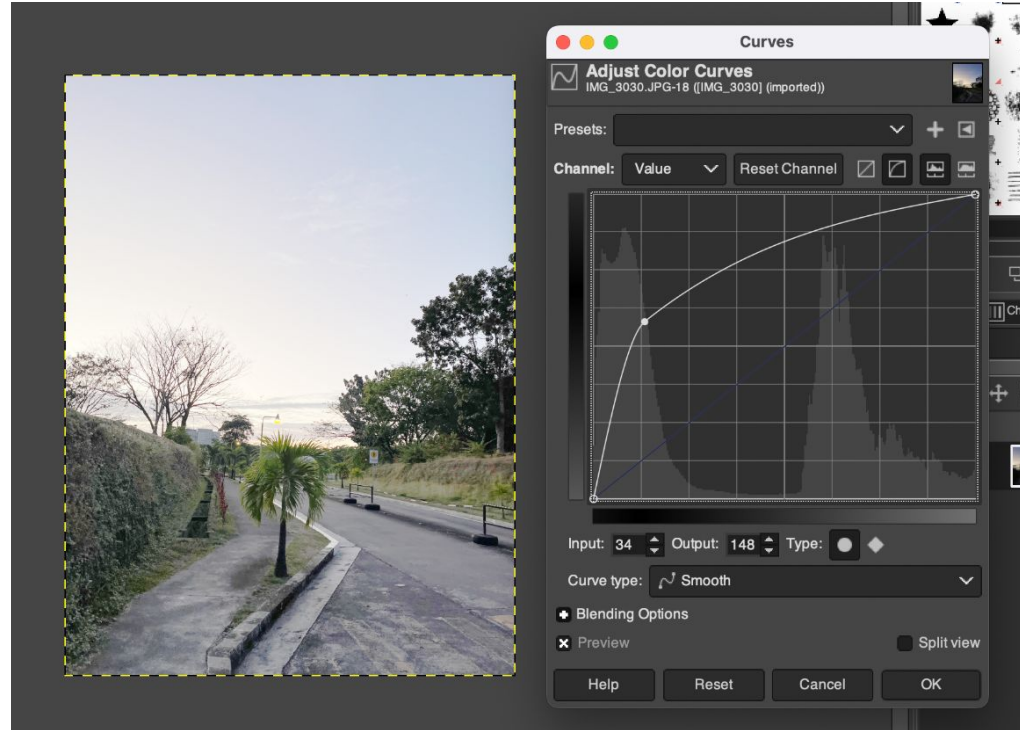 Curves
Adjust Color Curves
IMG_3030.JPG-18 ([IMG_3030] (imported))
Presets:
Channel: Value Reset Channel
Input: 34 Output: 148 Type:
Curve type: Smooth
Blending Options
Preview Split view
Help Reset Cancel OK
Ch